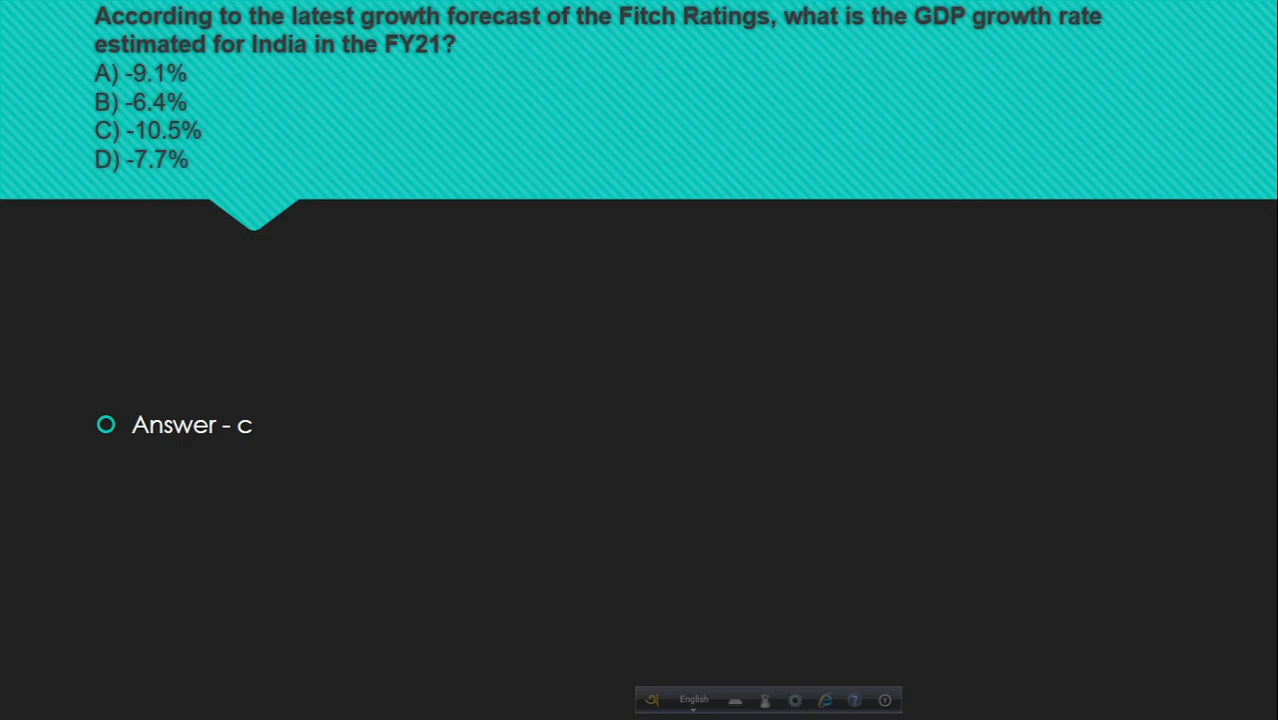 According to the latest growth forecast of the Fitch Ratings, what is the GDP growth rate
estimated for India in the FY21?
A) -9.1%
B) -6.4%
C) -10.5%
D) -7.7%
Answer - c
অ English